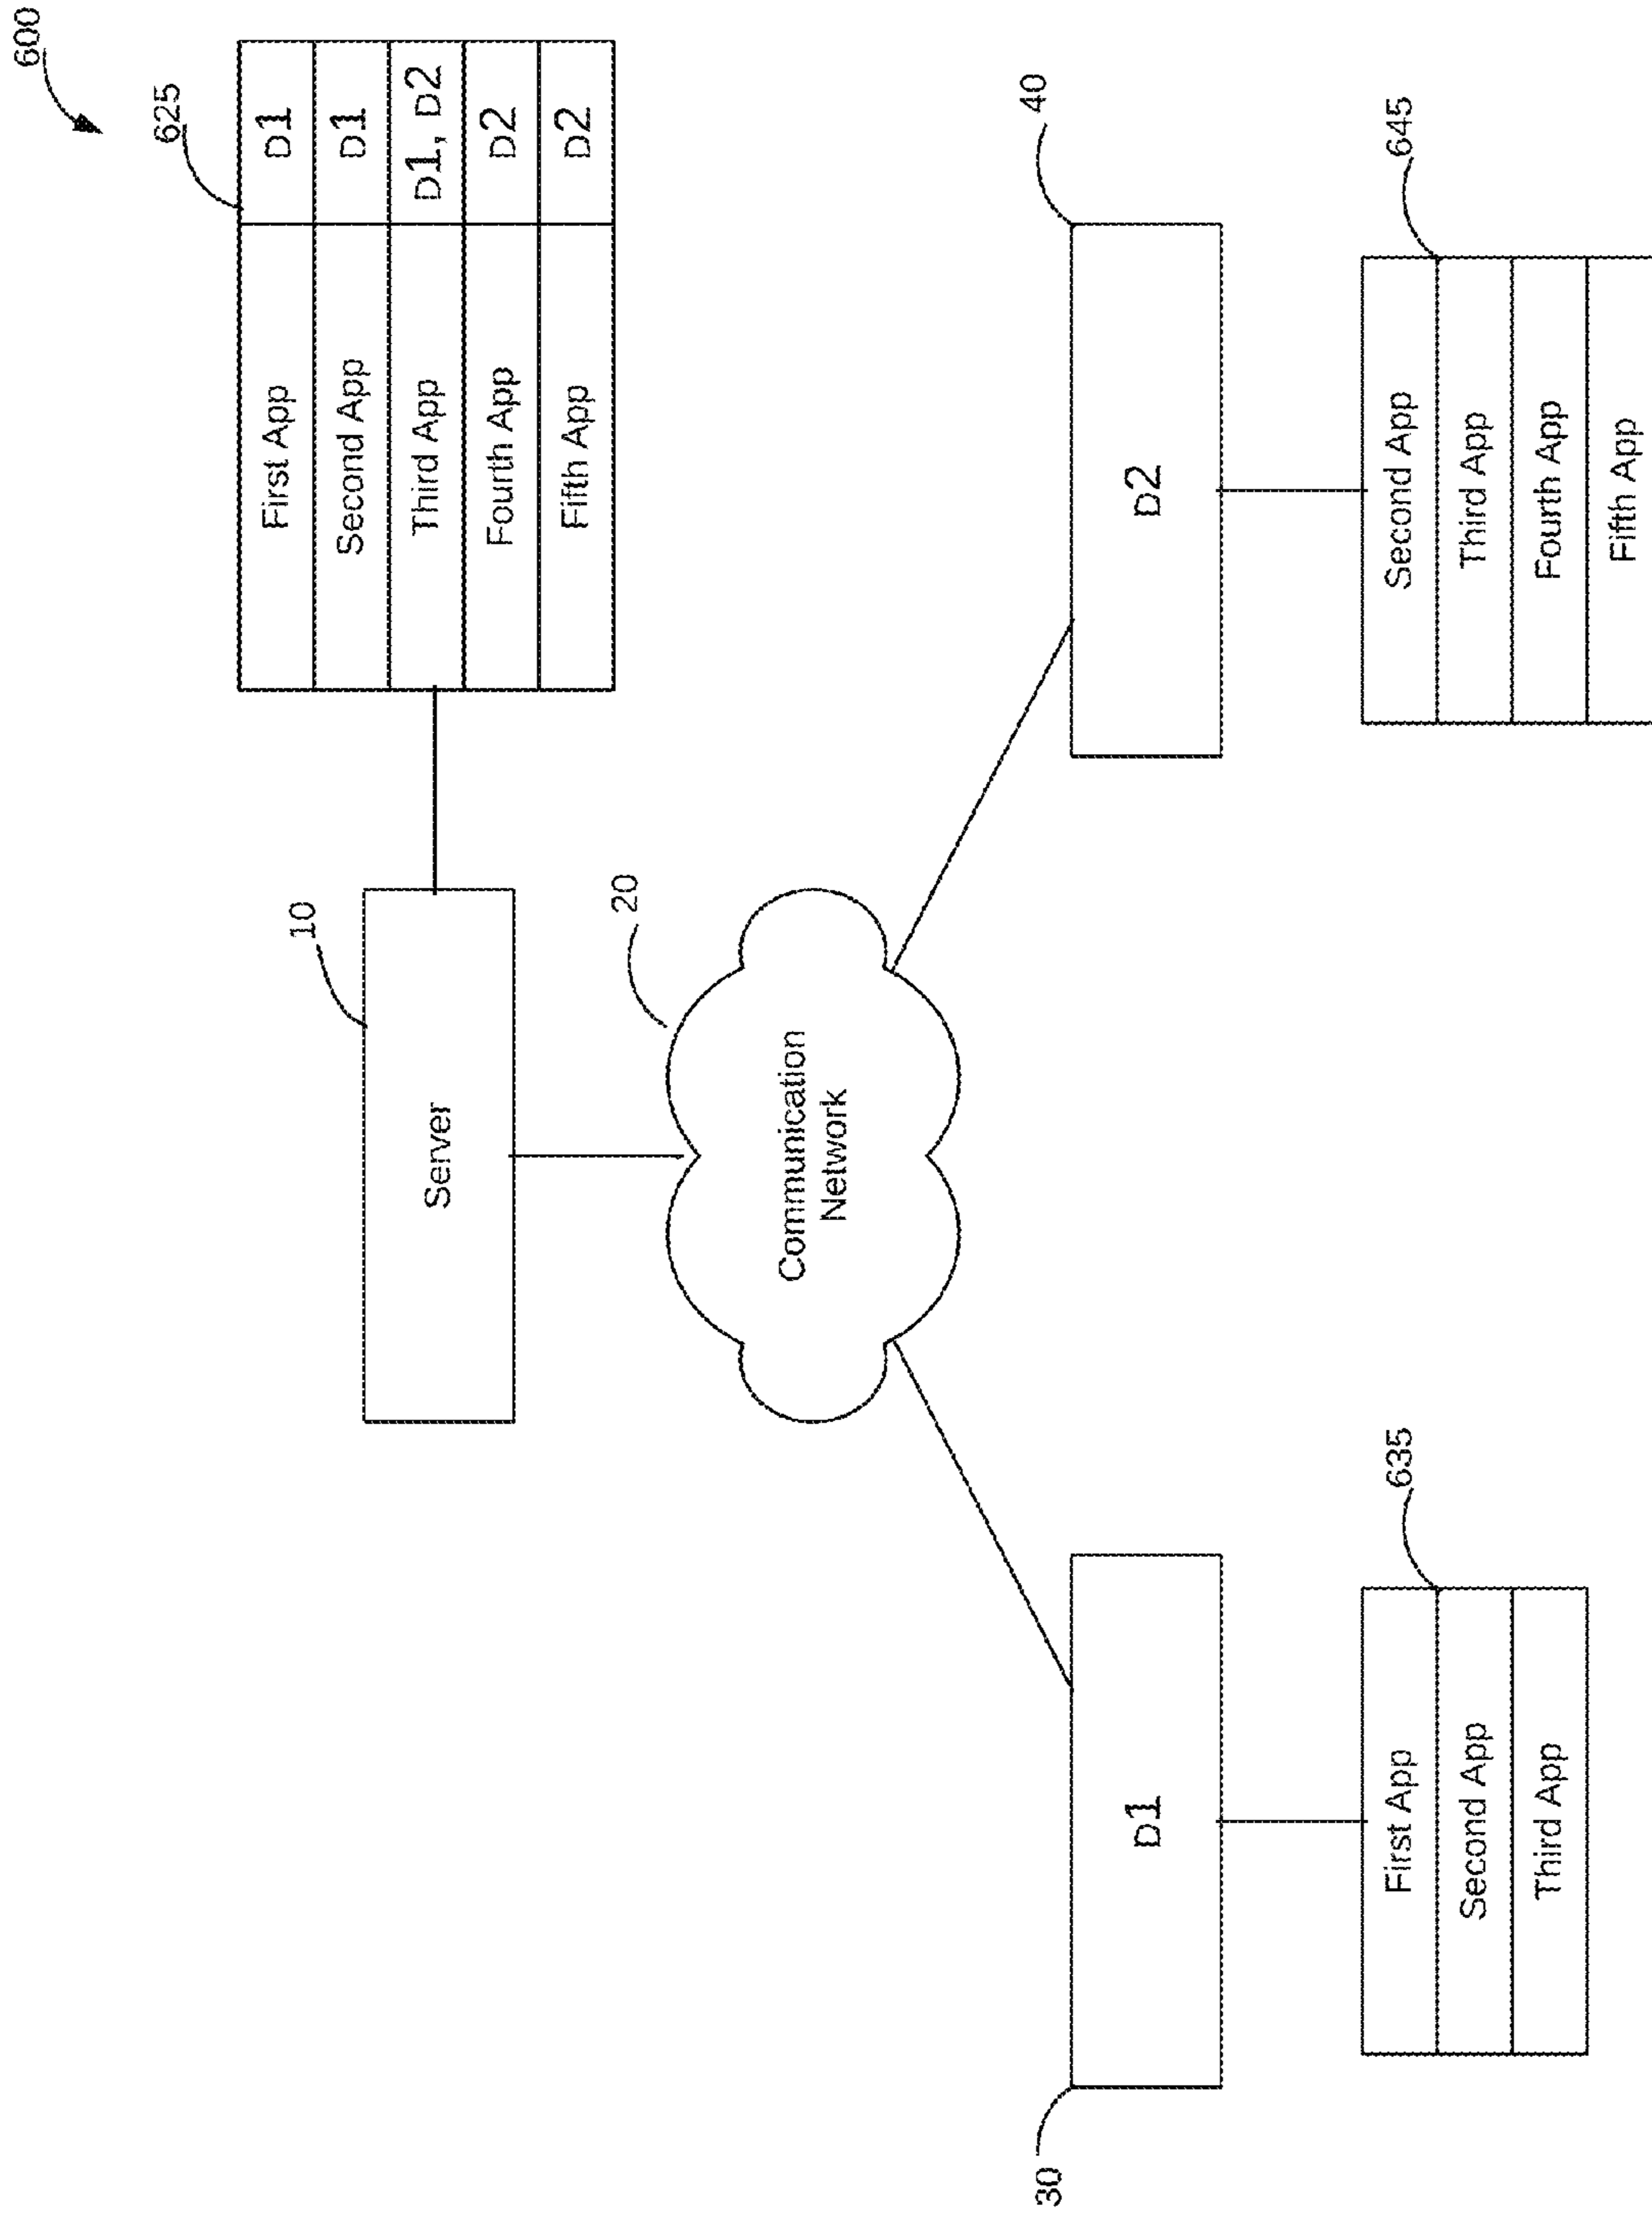 600
625
First App D1
Second App D1
Third App D1, D2
Fourth App D2
Fifth App D2
10
Server
20
Communication
Network
30
D1
40
D2
635
First App
Second App
Third App
645
Second App
Third App
Fourth App
Fifth App